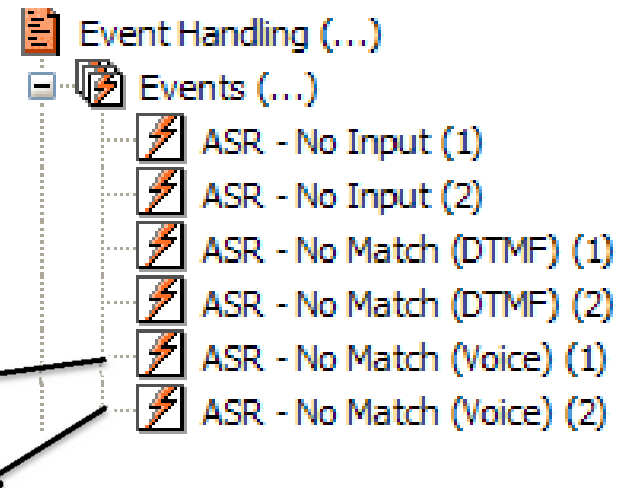 Event Handling (...)
Events (...)
ASR - No Input (1)
ASR - No Input (2)
ASR - No Match (DTMF) (1)
ASR - No Match (DTMF) (2)
ASR - No Match (Voice) (1)
ASR - No Match (Voice) (2)